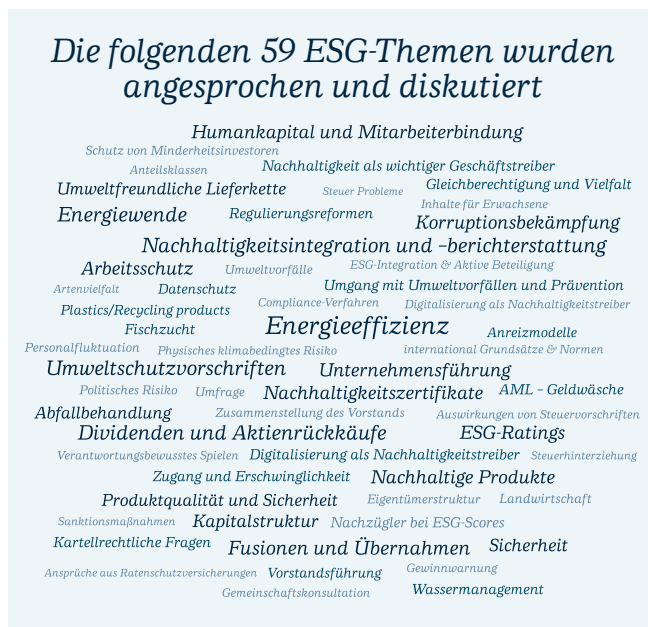 Die folgenden 59 ESG-Themen wurden
angesprochen und diskutiert
Humankapital und Mitarbeiterbindung
Schutz von Minderheitsinvestoren
Anteilsklassen
Nachhaltigkeit als wichtiger Geschäftstreiber
Umweltfreundliche Lieferkette
Steuer Probleme
Gleichberechtigung und Vielfalt
Inhalte für Erwachsene
Energiewende
Regulierungsreformen
Korruptionsbekämpfung
Nachhaltigkeitsintegration und –berichterstattung
Arbeitsschutz
Umweltvorfälle
ESG-Integration & Aktive Beteiligung
Artenvielfalt
Datenschutz
Umgang mit Umweltvorfällen und Prävention
Plastics/Recycling products
Compliance-Verfahren
Digitalisierung als Nachhaltigkeitstreiber
Fischzucht
Energieeffizienz
Anreizmodelle
Personalfluktuation
Physisches klimabedingtes Risiko
international Grundsätze & Normen
Umweltschutzvorschriften
Unternehmensführung
Politisches Risiko
Umfrage
Nachhaltigkeitszertifikate
AML – Geldwäsche
Abfallbehandlung
Zusammenstellung des Vorstands
Auswirkungen von Steuervorschriften
Dividenden und Aktienrückkäufe
ESG-Ratings
Verantwortungsbewusstes Spielen
Digitalisierung als Nachhaltigkeitstreiber
Steuerhinterziehung
Zugang und Erschwinglichkeit
Nachhaltige Produkte
Produktqualität und Sicherheit
Eigentümerstruktur
Landwirtschaft
Sanktionsmaßnahmen
Kapitalstruktur
Nachzügler bei ESG-Scores
Kartellrechtliche Fragen
Fusionen und Übernahmen
Sicherheit
Ansprüche aus Ratenschutzversicherungen
Vorstandsführung
Gewinnwarnung
Gemeinschaftskonsultation
Wassermanagement